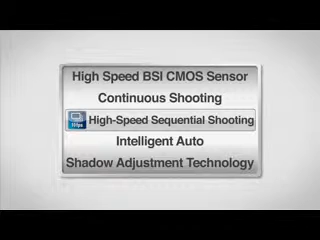 High Speed BSI CMOS Sensor
Continuous Shooting
High-Speed Sequential Shooting
Intelligent Auto
Shadow Adjustment Technology